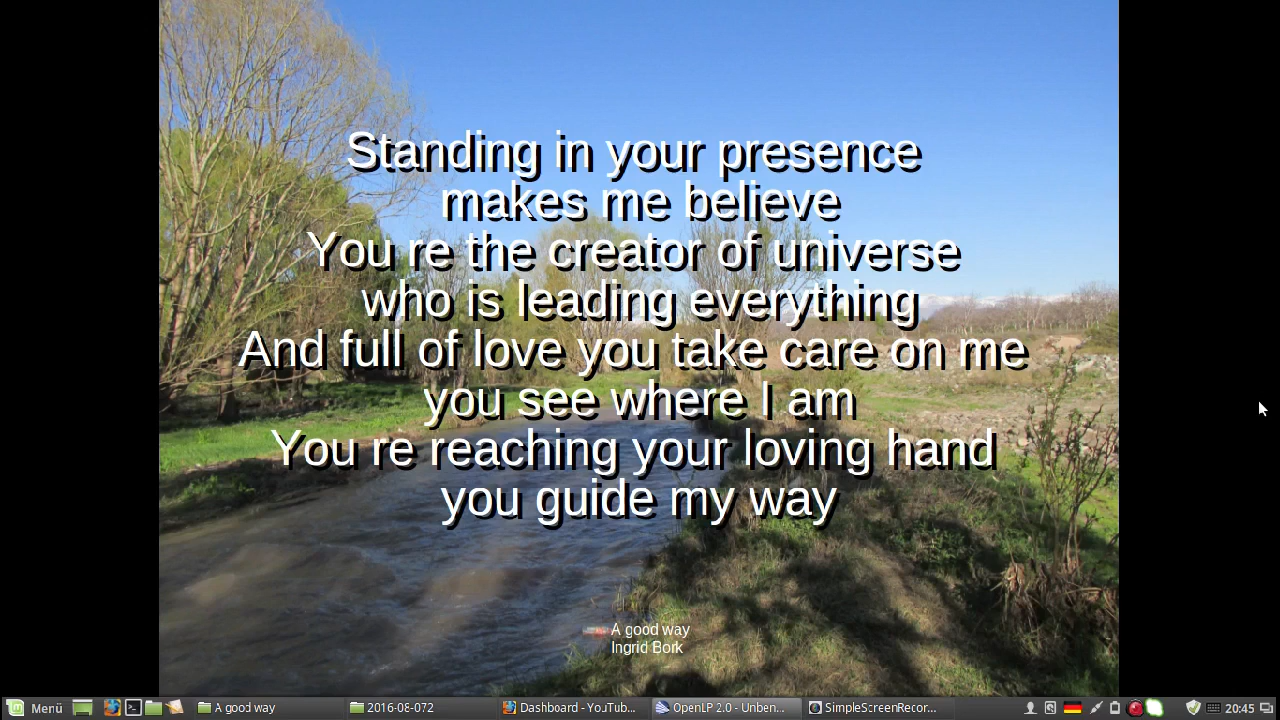 Standing in your presence
makes me believe
You re the creator of universe
who is leading everything
And full of love you take care on me
you see where I am
You re reaching your loving hand
you guide my way
A good way
Ingrid Bork
Menü A good way 2016-08-072 Dashboard - YouTub... OpenLP 2.0 - Unben... SimpleScreenRecor... 20:45